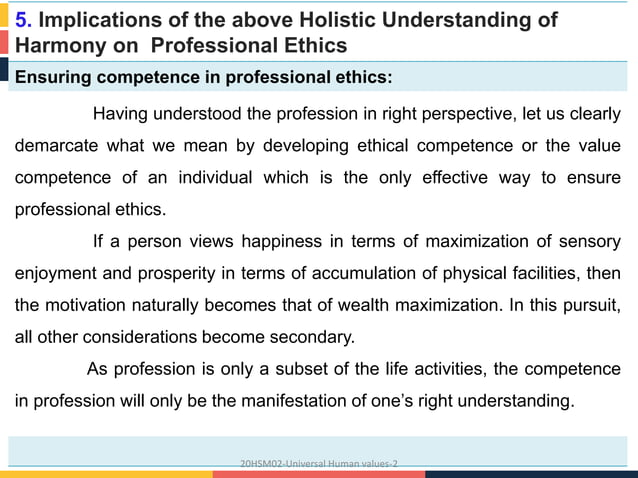 5. Implications of the above Holistic Understanding of
Harmony on Professional Ethics
Ensuring competence in professional ethics:
Having understood the profession in right perspective, let us clearly
demarcate what we mean by developing ethical competence or the value
competence of an individual which is the only effective way to ensure
professional ethics.
If a person views happiness in terms of maximization of sensory
enjoyment and prosperity in terms of accumulation of physical facilities, then
the motivation naturally becomes that of wealth maximization. In this pursuit,
all other considerations become secondary.
As profession is only a subset of the life activities, the competence
in profession will only be the manifestation of one’s right understanding.
20HSM02-Universal Human values-2